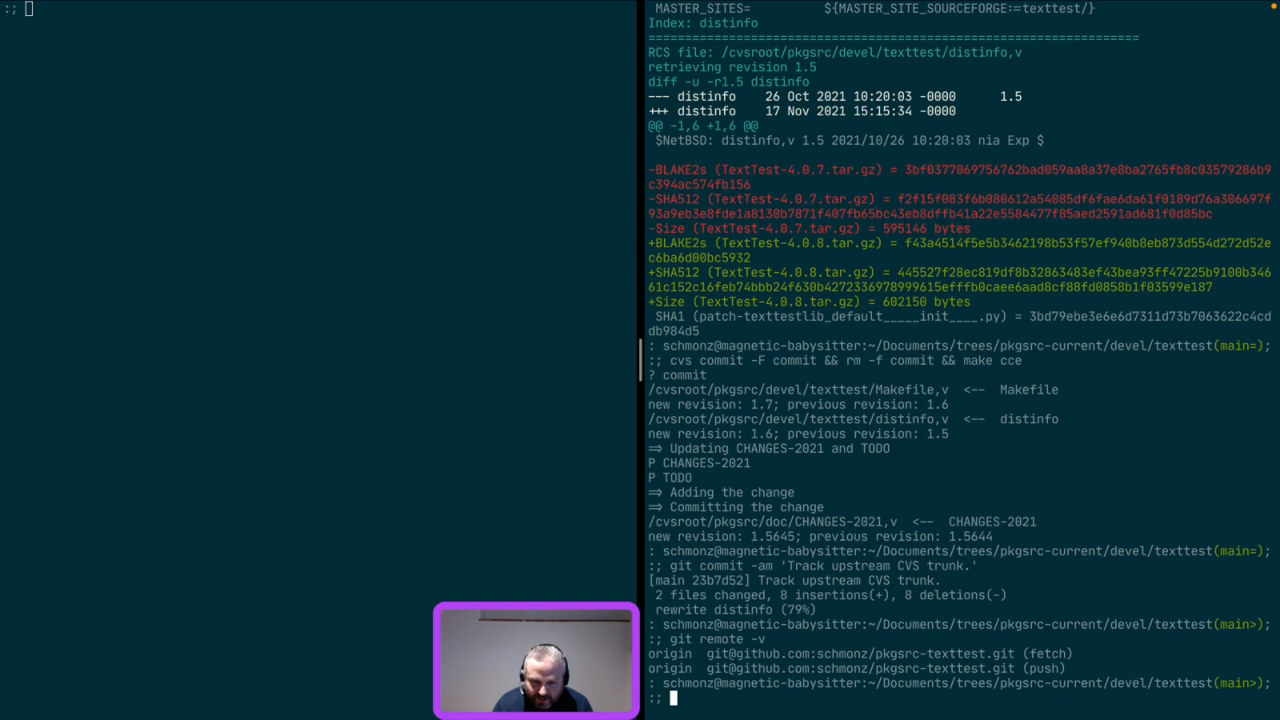 :;
MASTER_SITES=          ${MASTER_SITE_SOURCEFORGE:=texttest/}
Index: distinfo
===================================================================
RCS file: /cvsroot/pkgsrc/devel/texttest/distinfo,v
retrieving revision 1.5
diff -u -r1.5 distinfo
--- distinfo    26 Oct 2021 10:20:03 -0000      1.5
+++ distinfo    17 Nov 2021 15:15:34 -0000
@@ -1,6 +1,6 @@
$NetBSD: distinfo,v 1.5 2021/10/26 10:20:03 nia Exp $
-BLAKE2s (TextTest-4.0.7.tar.gz) = 3bf0377069756762bad059aa8a37e8ba2765fb8c03579286b9
c394ac574fb156
-SHA512 (TextTest-4.0.7.tar.gz) = f2f15f083f6b080612a54085df6fae6da61f0189d76a306697f
93a9eb3e8fde1a8130b7871f407fb65bc43eb8dffb41a22e5584477f85aed2591ad681f0d85bc
-Size (TextTest-4.0.7.tar.gz) = 595146 bytes
+BLAKE2s (TextTest-4.0.8.tar.gz) = f43a4514f5e5b3462198b53f57ef940b8eb873d554d272d52e
c6ba6d00bc5932
+SHA512 (TextTest-4.0.8.tar.gz) = 445527f28ec819df8b32863483ef43bea93ff47225b9100b346
61c152c16feb74bbb24f630b4272336978999615efffb0caee6aad8cf88fd0858b1f03599e187
+Size (TextTest-4.0.8.tar.gz) = 602150 bytes
SHA1 (patch-texttestlib_default_____init____.py) = 3bd79ebe3e6e6d7311d73b7063622c4cd
db984d5
: schmonz@magnetic-babysitter:~/Documents/trees/pkgsrc-current/devel/texttest(main=);
:; cvs commit -F commit && rm -f commit && make cce
? commit
/cvsroot/pkgsrc/devel/texttest/Makefile,v  <--  Makefile
new revision: 1.7; previous revision: 1.6
/cvsroot/pkgsrc/devel/texttest/distinfo,v  <--  distinfo
new revision: 1.6; previous revision: 1.5
=> Updating CHANGES-2021 and TODO
P CHANGES-2021
P TODO
=> Adding the change
=> Committing the change
/cvsroot/pkgsrc/doc/CHANGES-2021,v  <--  CHANGES-2021
new revision: 1.5645; previous revision: 1.5644
: schmonz@magnetic-babysitter:~/Documents/trees/pkgsrc-current/devel/texttest(main=);
:; git commit -am 'Track upstream CVS trunk.'
[main 23b7d52] Track upstream CVS trunk.
2 files changed, 8 insertions(+), 8 deletions(-)
rewrite distinfo (79%)
: schmonz@magnetic-babysitter:~/Documents/trees/pkgsrc-current/devel/texttest(main>);
:; git remote -v
origin  git@github.com:schmonz/pkgsrc-texttest.git (fetch)
origin  git@github.com:schmonz/pkgsrc-texttest.git (push)
: schmonz@magnetic-babysitter:~/Documents/trees/pkgsrc-current/devel/texttest(main>);
:;